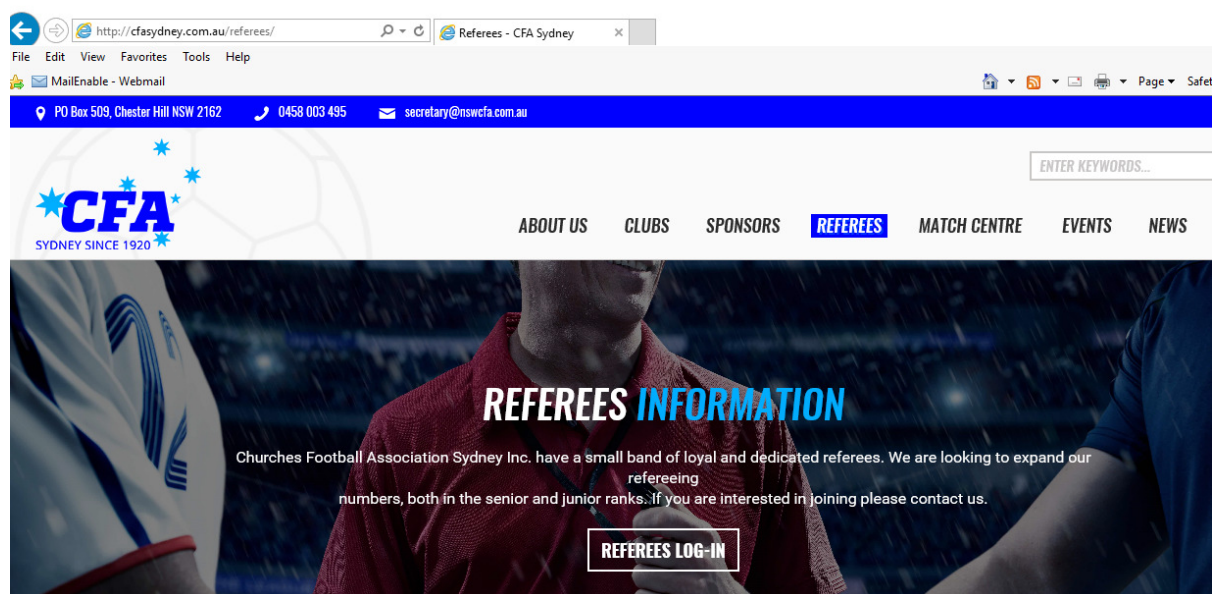 http://cfasydney.com.au/referees/
Referees - CFA Sydney
File Edit View Favorites Tools Help
MailEnable - Webmail
Page
Safet
PO Box 509, Chester Hill NSW 2162 0458 003 495 secretary@nswcfa.com.au
ENTER KEYWORDS...
CFA
SYDNEY SINCE 1920
ABOUT US CLUBS SPONSORS REFEREES MATCH CENTRE EVENTS NEWS
REFEREES INFORMATION
Churches Football Association Sydney Inc. have a small band of loyal and dedicated referees. We are looking to expand our
refereeing
numbers, both in the senior and junior ranks. If you are interested in joining please contact us.
REFEREES LOG-IN